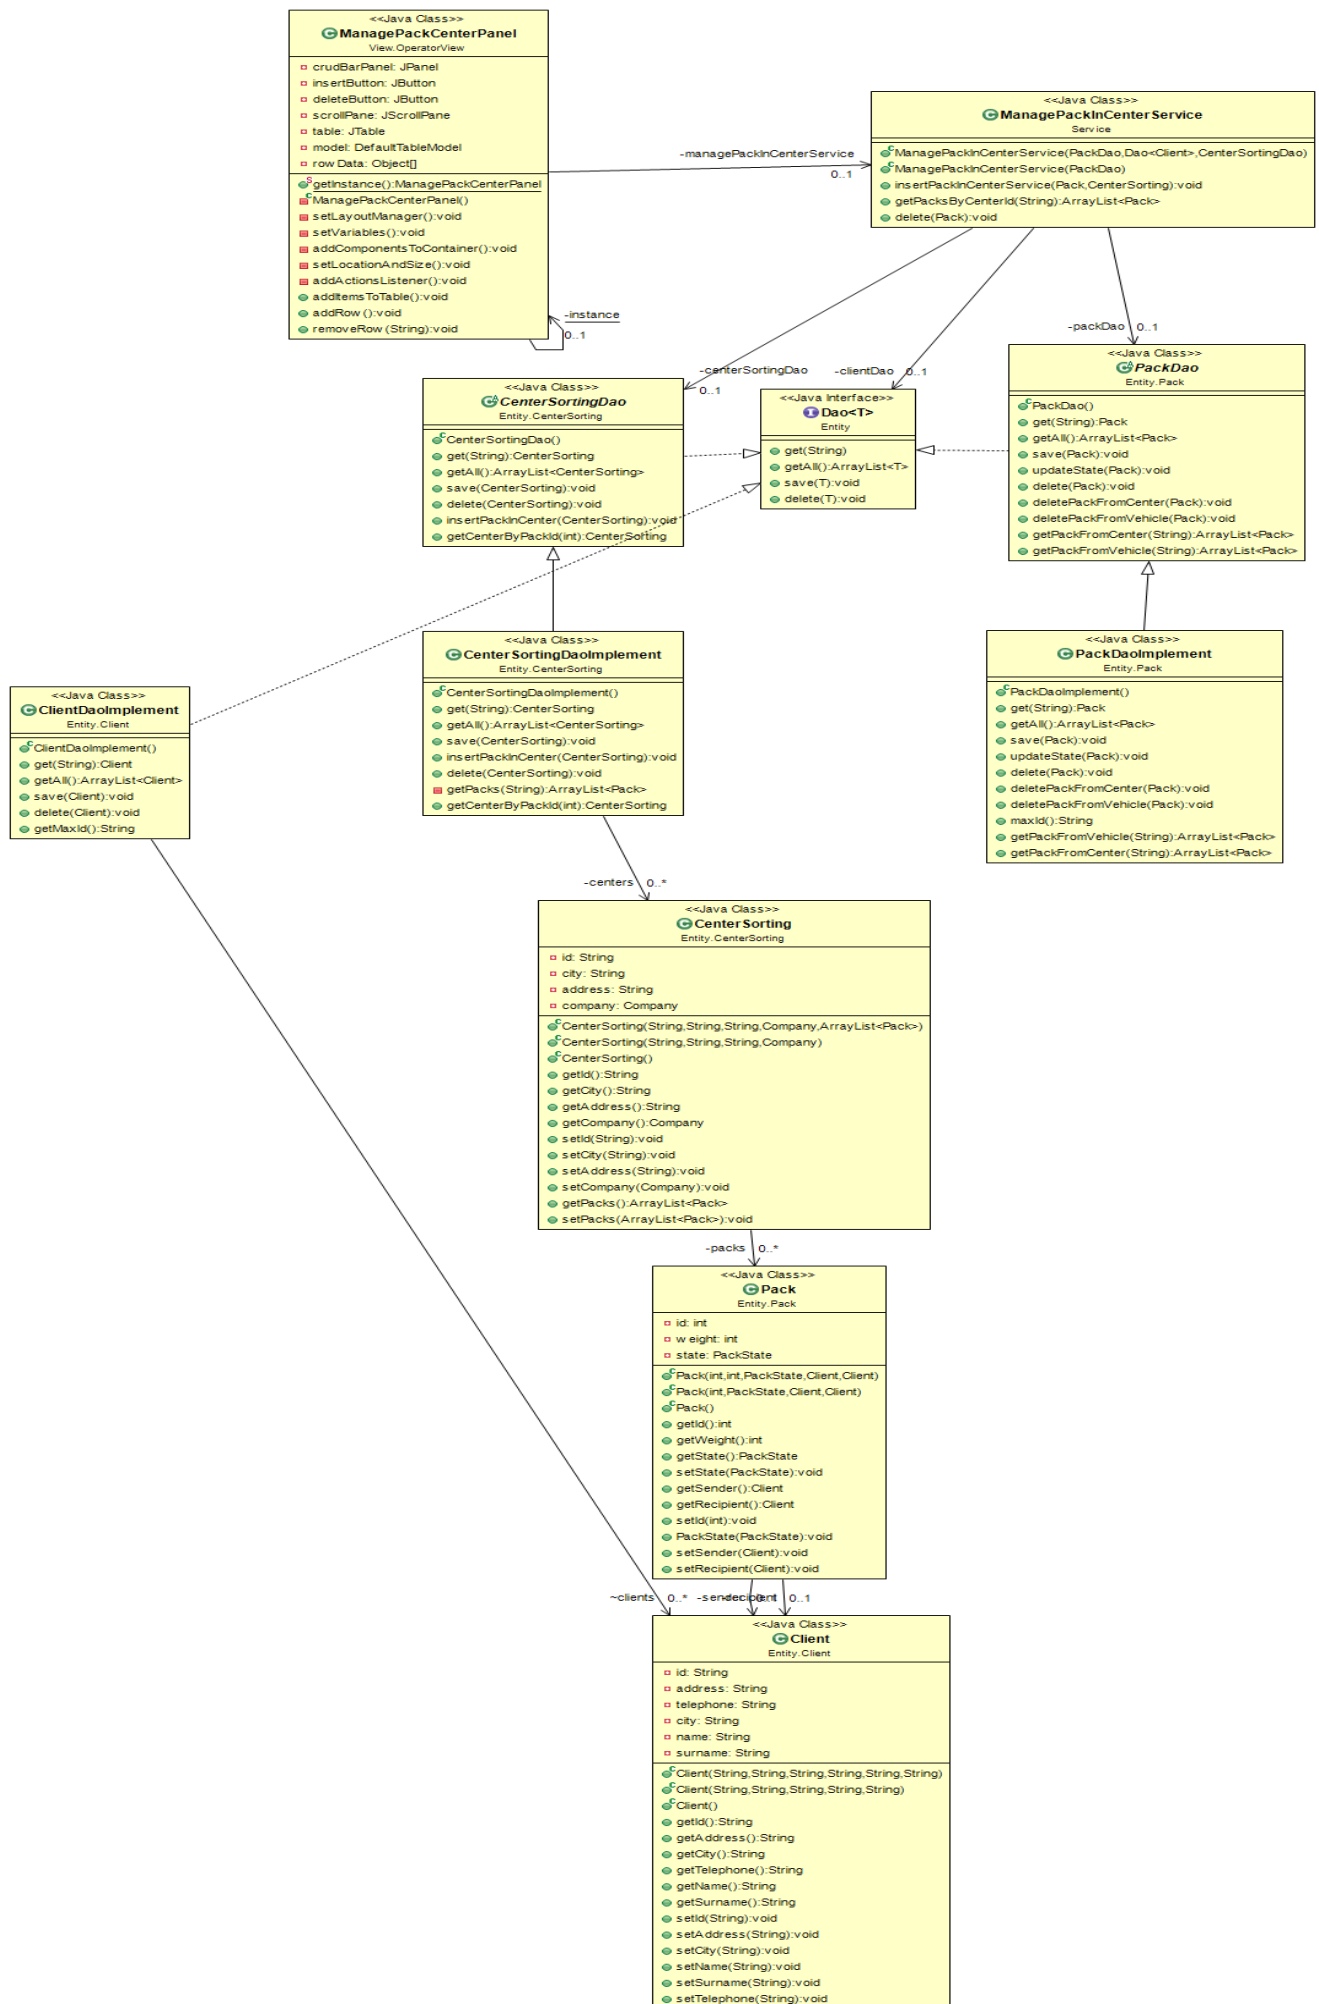 <<Java Class>>
ManagePackCenterPanel
View.OperatorView
crudBarPanel: JPanel
insertButton: JButton
deleteButton: JButton
scrollPane: JScrollPane
table: JTable
model: DefaultTableModel
rowData: Object[]
getInstance():ManagePackCenterPanel
ManagePackCenterPanel()
setLayoutManager():void
setVariables():void
addComponentsToContainer():void
setLocationAndSize():void
addActionsListener():void
addItemsToTable():void
addRow():void
removeRow(String):void
-instance
0..1
-managePackInCenterService
0..1
<<Java Class>>
ManagePackInCenterService
Service
ManagePackInCenterService(PackDao,Dao<Client>,CenterSortingDao)
ManagePackInCenterService(PackDao)
insertPackInCenterService(Pack,CenterSorting):void
getPacksByCenterId(String):ArrayList<Pack>
delete(Pack):void
-centerSortingDao
0..1
-clientDao
0..1
-packDao
0..1
<<Java Class>>
CenterSortingDao
Entity.CenterSorting
CenterSortingDao()
get(String):CenterSorting
getAll():ArrayList<CenterSorting>
save(CenterSorting):void
delete(CenterSorting):void
insertPackInCenter(CenterSorting):void
getCenterByPackId(int):CenterSorting
<<Java Interface>>
Dao<T>
Entity
get(String)
getAll():ArrayList<T>
save(T):void
delete(T):void
<<Java Class>>
PackDao
Entity.Pack
PackDao()
get(String):Pack
getAll():ArrayList<Pack>
save(Pack):void
updateState(Pack):void
delete(Pack):void
deletePackFromCenter(Pack):void
deletePackFromVehicle(Pack):void
getPackFromCenter(String):ArrayList<Pack>
getPackFromVehicle(String):ArrayList<Pack>
<<Java Class>>
ClientDaoImplement
Entity.Client
ClientDaoImplement()
get(String):Client
getAll():ArrayList<Client>
save(Client):void
delete(Client):void
getMaxId():String
<<Java Class>>
CenterSortingDaoImplement
Entity.CenterSorting
CenterSortingDaoImplement()
get(String):CenterSorting
getAll():ArrayList<CenterSorting>
save(CenterSorting):void
insertPackInCenter(CenterSorting):void
delete(CenterSorting):void
getPacks(String):ArrayList<Pack>
getCenterByPackId(int):CenterSorting
<<Java Class>>
PackDaoImplement
Entity.Pack
PackDaoImplement()
get(String):Pack
getAll():ArrayList<Pack>
save(Pack):void
updateState(Pack):void
delete(Pack):void
deletePackFromCenter(Pack):void
deletePackFromVehicle(Pack):void
maxId():String
getPackFromVehicle(String):ArrayList<Pack>
getPackFromCenter(String):ArrayList<Pack>
-centers
0..*
<<Java Class>>
CenterSorting
Entity.CenterSorting
id: String
city: String
address: String
company: Company
CenterSorting(String,String,String,Company,ArrayList<Pack>)
CenterSorting(String,String,String,Company)
CenterSorting()
getId():String
getCity():String
getAddress():String
getCompany():Company
setId(String):void
setCity(String):void
setAddress(String):void
setCompany(Company):void
getPacks():ArrayList<Pack>
setPacks(ArrayList<Pack>):void
-packs
0..*
<<Java Class>>
Pack
Entity.Pack
id: int
weight: int
state: PackState
Pack(int,int,PackState,Client,Client)
Pack(int,PackState,Client,Client)
Pack()
getId():int
getWeight():int
getState():PackState
setState(PackState):void
getSender():Client
getRecipient():Client
setId(int):void
PackState(PackState):void
setSender(Client):void
setRecipient(Client):void
~clients
0..*
0..1
<<Java Class>>
Client
Entity.Client
id: String
address: String
telephone: String
city: String
name: String
surname: String
Client(String,String,String,String,String,String)
Client(String,String,String,String,String)
Client()
getId():String
getAddress():String
getCity():String
getTelephone():String
getName():String
getSurname():String
setId(String):void
setAddress(String):void
setCity(String):void
setName(String):void
setSurname(String):void
setTelephone(String):void